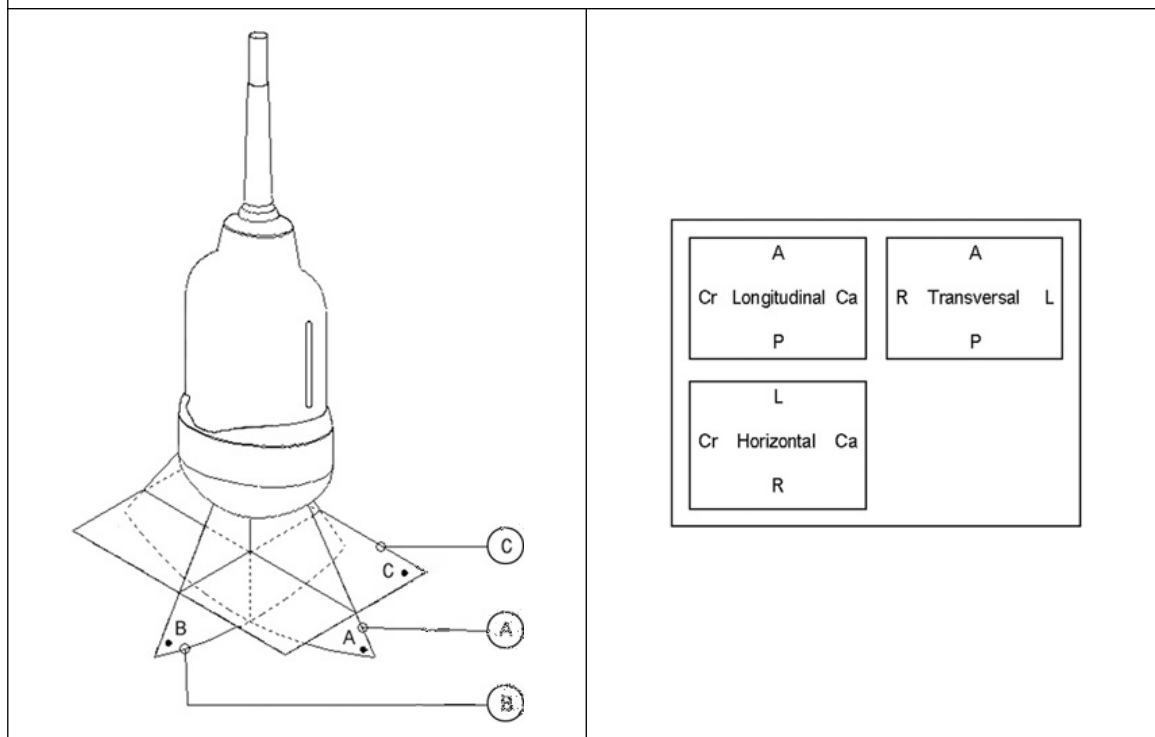 C
C
B
A
A
B
A
Cr Longitudinal Ca
P
A
R Transversal L
P
L
Cr Horizontal Ca
R